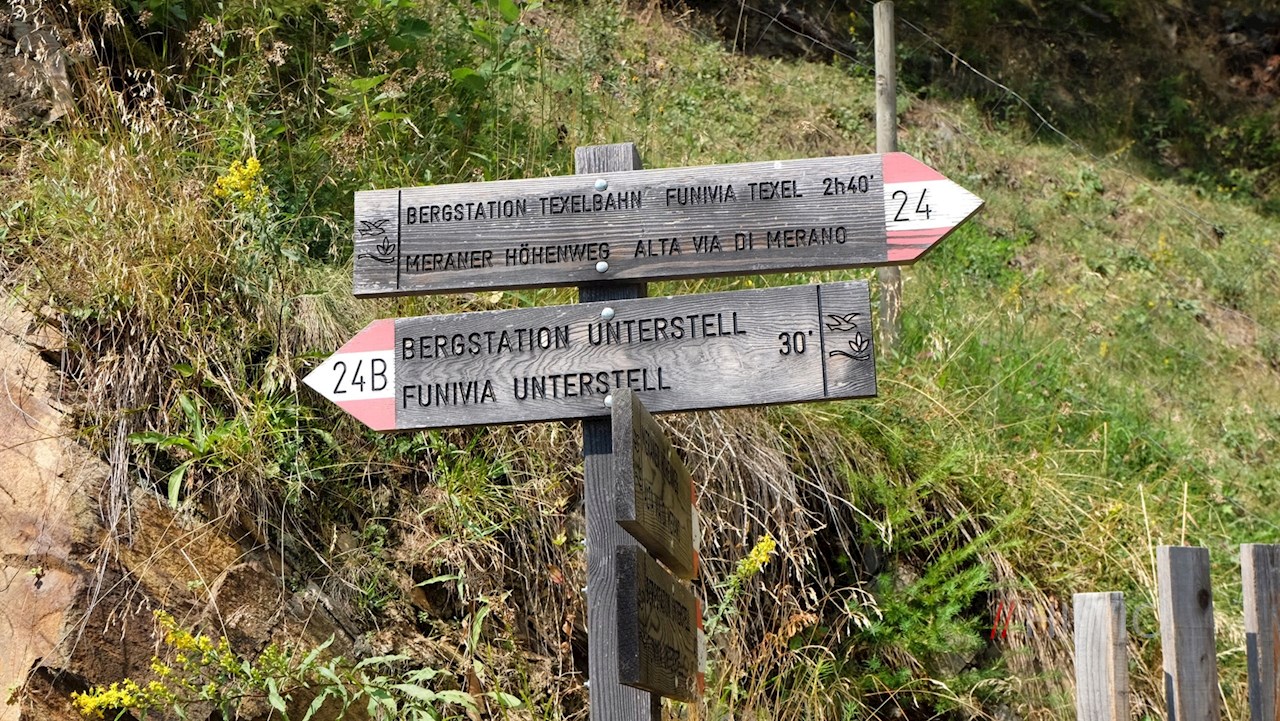 BERGSTATION TEXELBAHN FUNIVIA TEXEL 2h40'
MERANER HÖHENWEG ALTA VIA DI MERANO
24
BERGSTATION UNTERSTELL 30'
24B
FUNIVIA UNTERSTELL